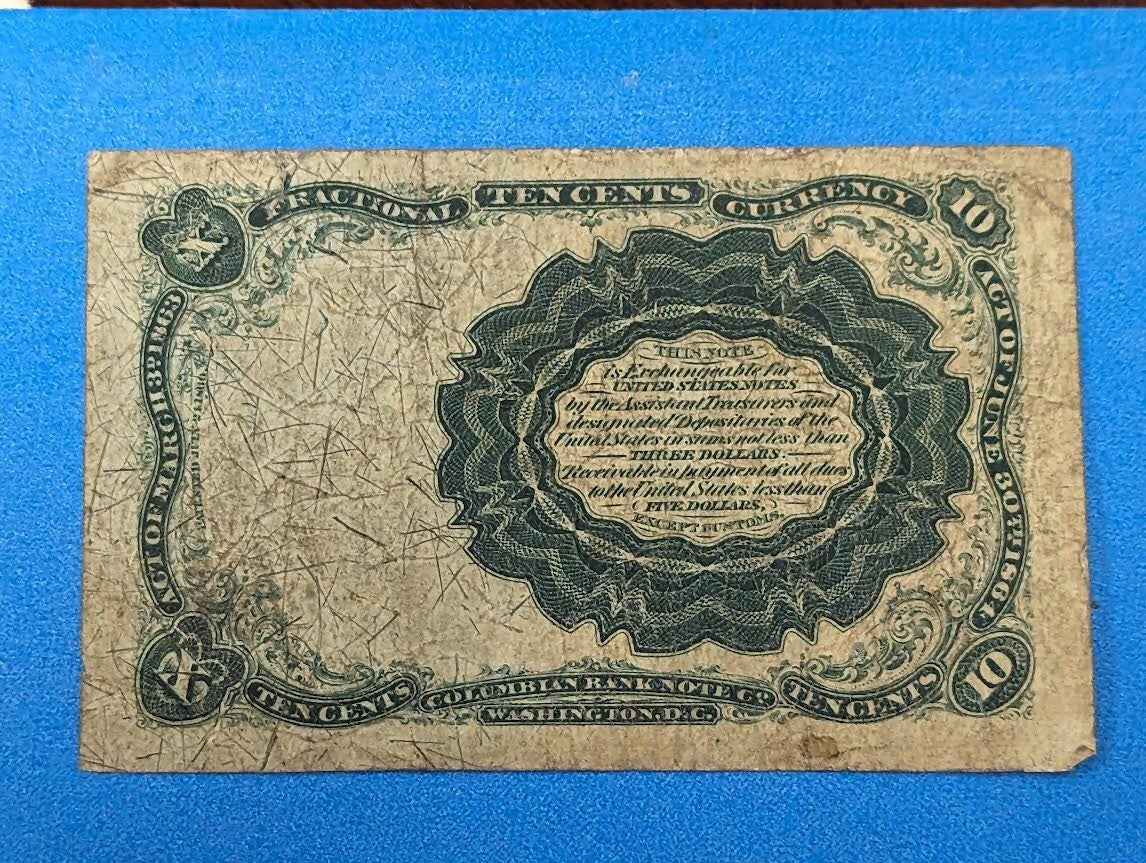 FRACTIONAL TEN CENTS CURRENCY
X
10
ACT OF MARCH 3RD 1863
ACT OF JUNE 30TH 1864
THIS NOTE
is Exchangeable for
UNITED STATES NOTES
by the Assistant Treasurers and
designated Depositaries of the
United States in sums not less than
THREE DOLLARS.
Receivable in payment of all dues
to the United States less than
FIVE DOLLARS,
EXCEPT CUSTOMS.
X
10
TEN CENTS
COLUMBIAN BANK NOTE CO.
TEN CENTS
WASHINGTON. D.C.